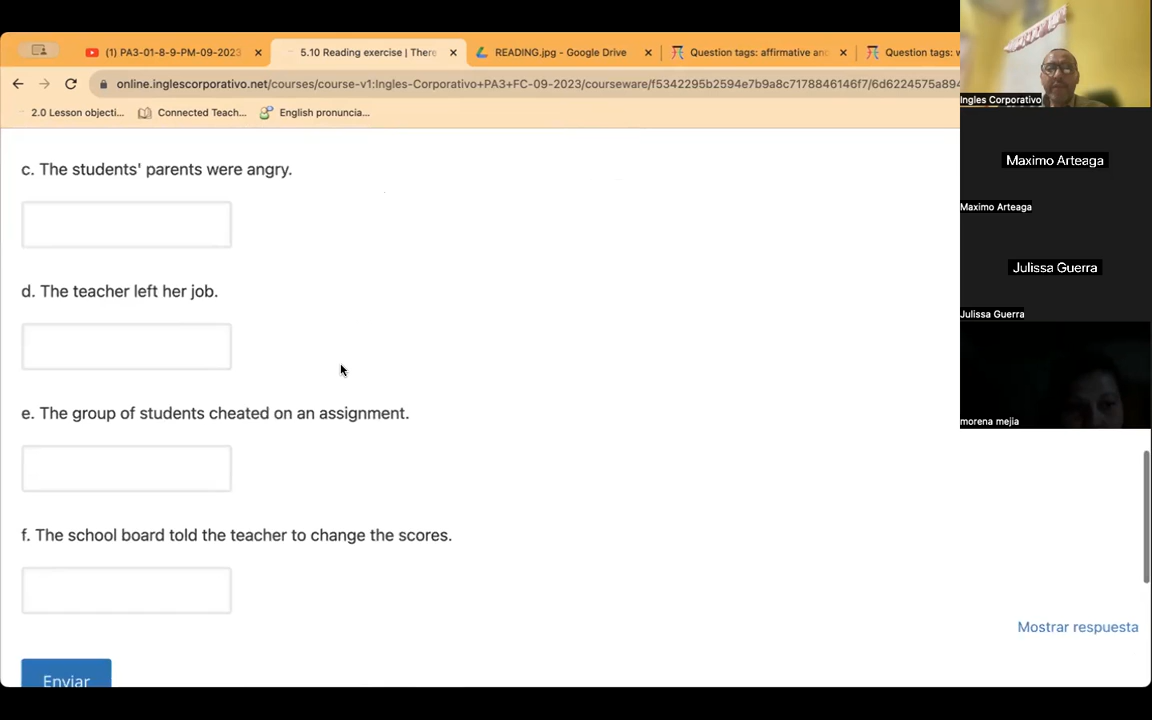 (1) PA3-01-8-9-PM-09-2023
5.10 Reading exercise | There
READING.jpg - Google Drive
Question tags: affirmative an
Question tags: w
online.inglescorporativo.net/courses/course-v1:Ingles-Corporativo+PA3+FC-09-2023/courseware/f5342295b2594e7b9a8c7178846146f7/6d6224575a894
2.0 Lesson objecti...
Connected Teach...
English pronuncia...
c. The students' parents were angry.
d. The teacher left her job.
e. The group of students cheated on an assignment.
f. The school board told the teacher to change the scores.
Mostrar respuesta
Enviar
Ingles Corporativo
Maximo Arteaga
Maximo Arteaga
Julissa Guerra
Julissa Guerra
morena mejia